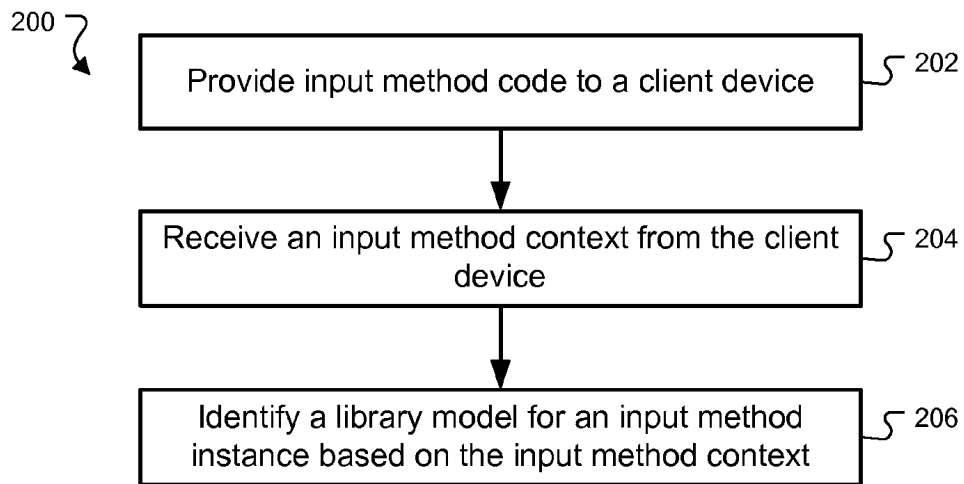 200
Provide input method code to a client device
202
Receive an input method context from the client
device
204
Identify a library model for an input method
instance based on the input method context
206